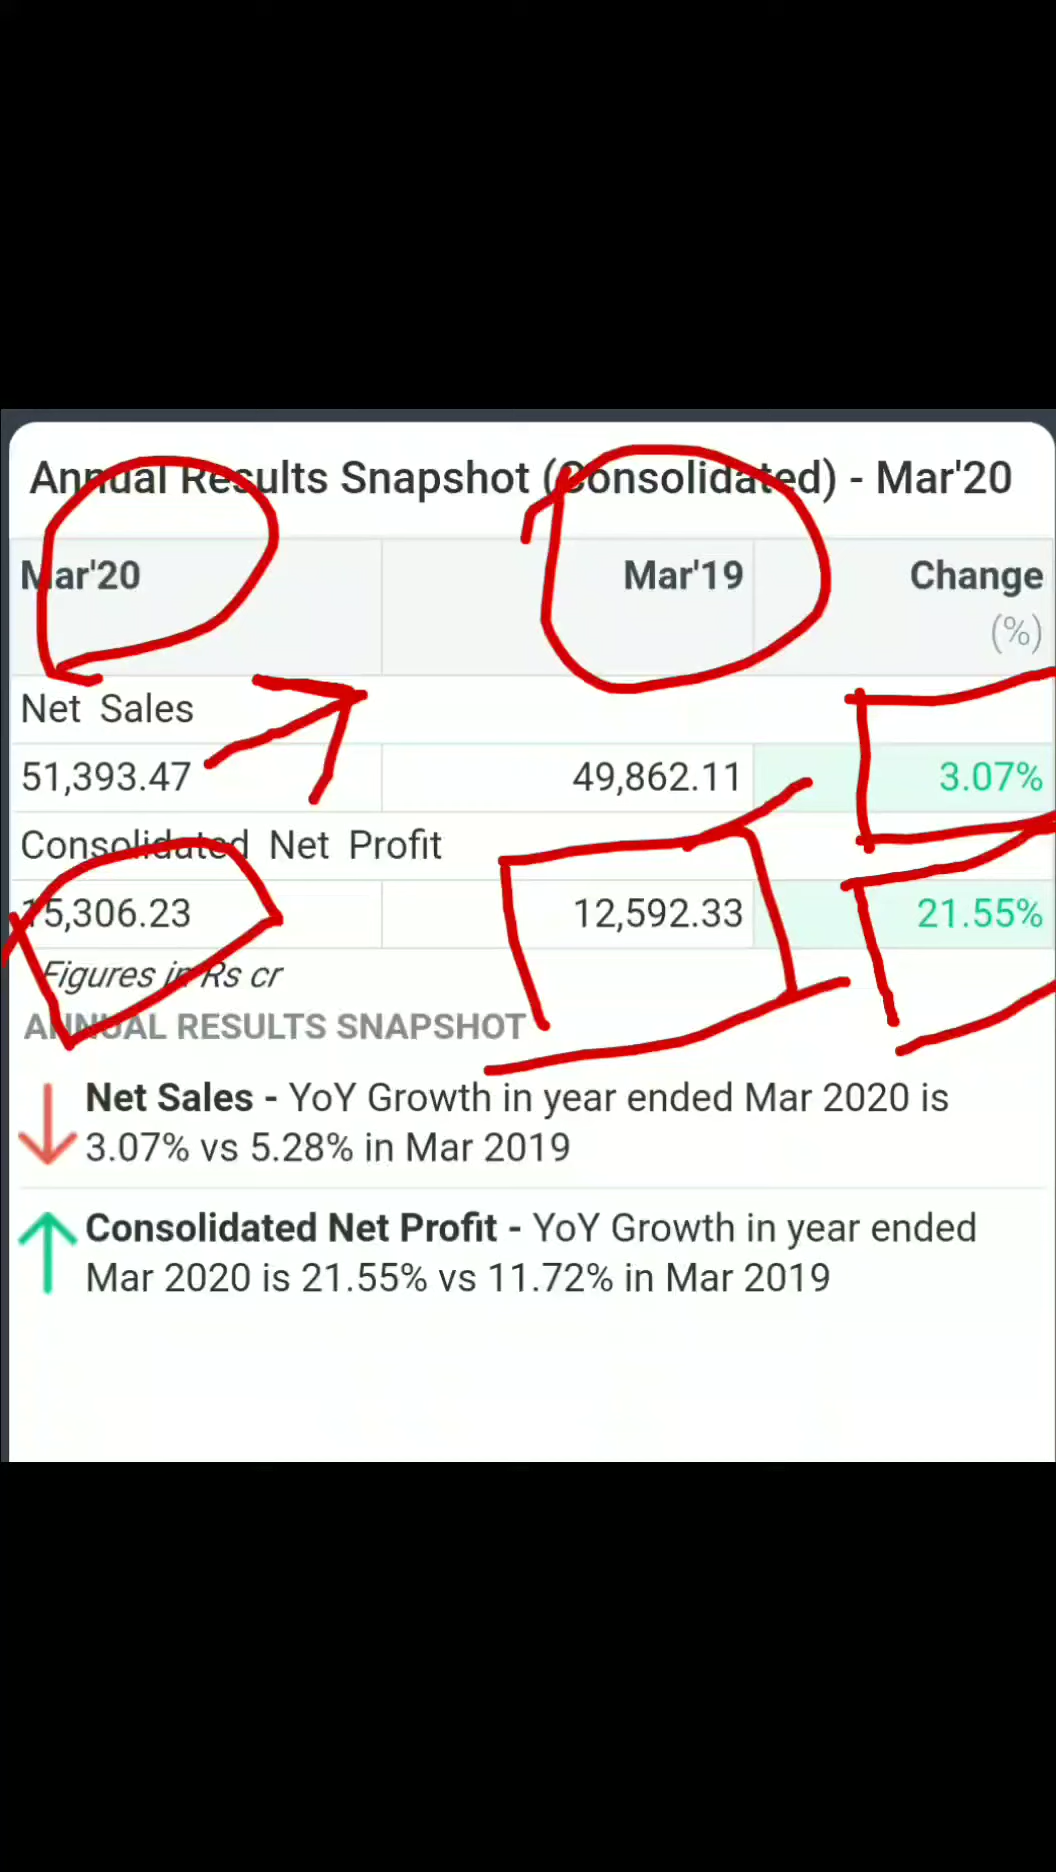 Annual Results Snapshot (Consolidated) - Mar'20
Mar'20 Mar'19 Change
(%)
Net Sales
51,393.47 49,862.11 3.07%
Consolidated Net Profit
15,306.23 12,592.33 21.55%
Figures in Rs cr
ANNUAL RESULTS SNAPSHOT
Net Sales - YoY Growth in year ended Mar 2020 is
3.07% vs 5.28% in Mar 2019
Consolidated Net Profit - YoY Growth in year ended
Mar 2020 is 21.55% vs 11.72% in Mar 2019